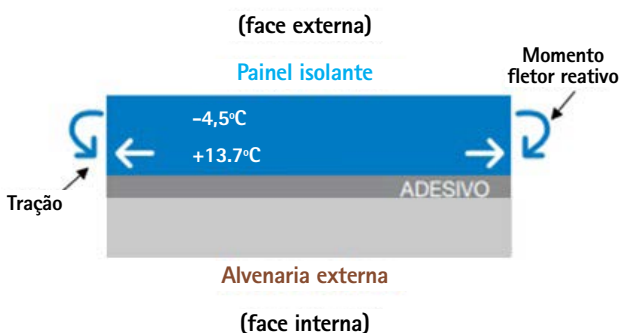 (face externa)
Painel isolante
Momento
fletor reativo
-4,5ºC
+13.7ºC
Tração
ADESIVO
Alvenaria externa
(face interna)